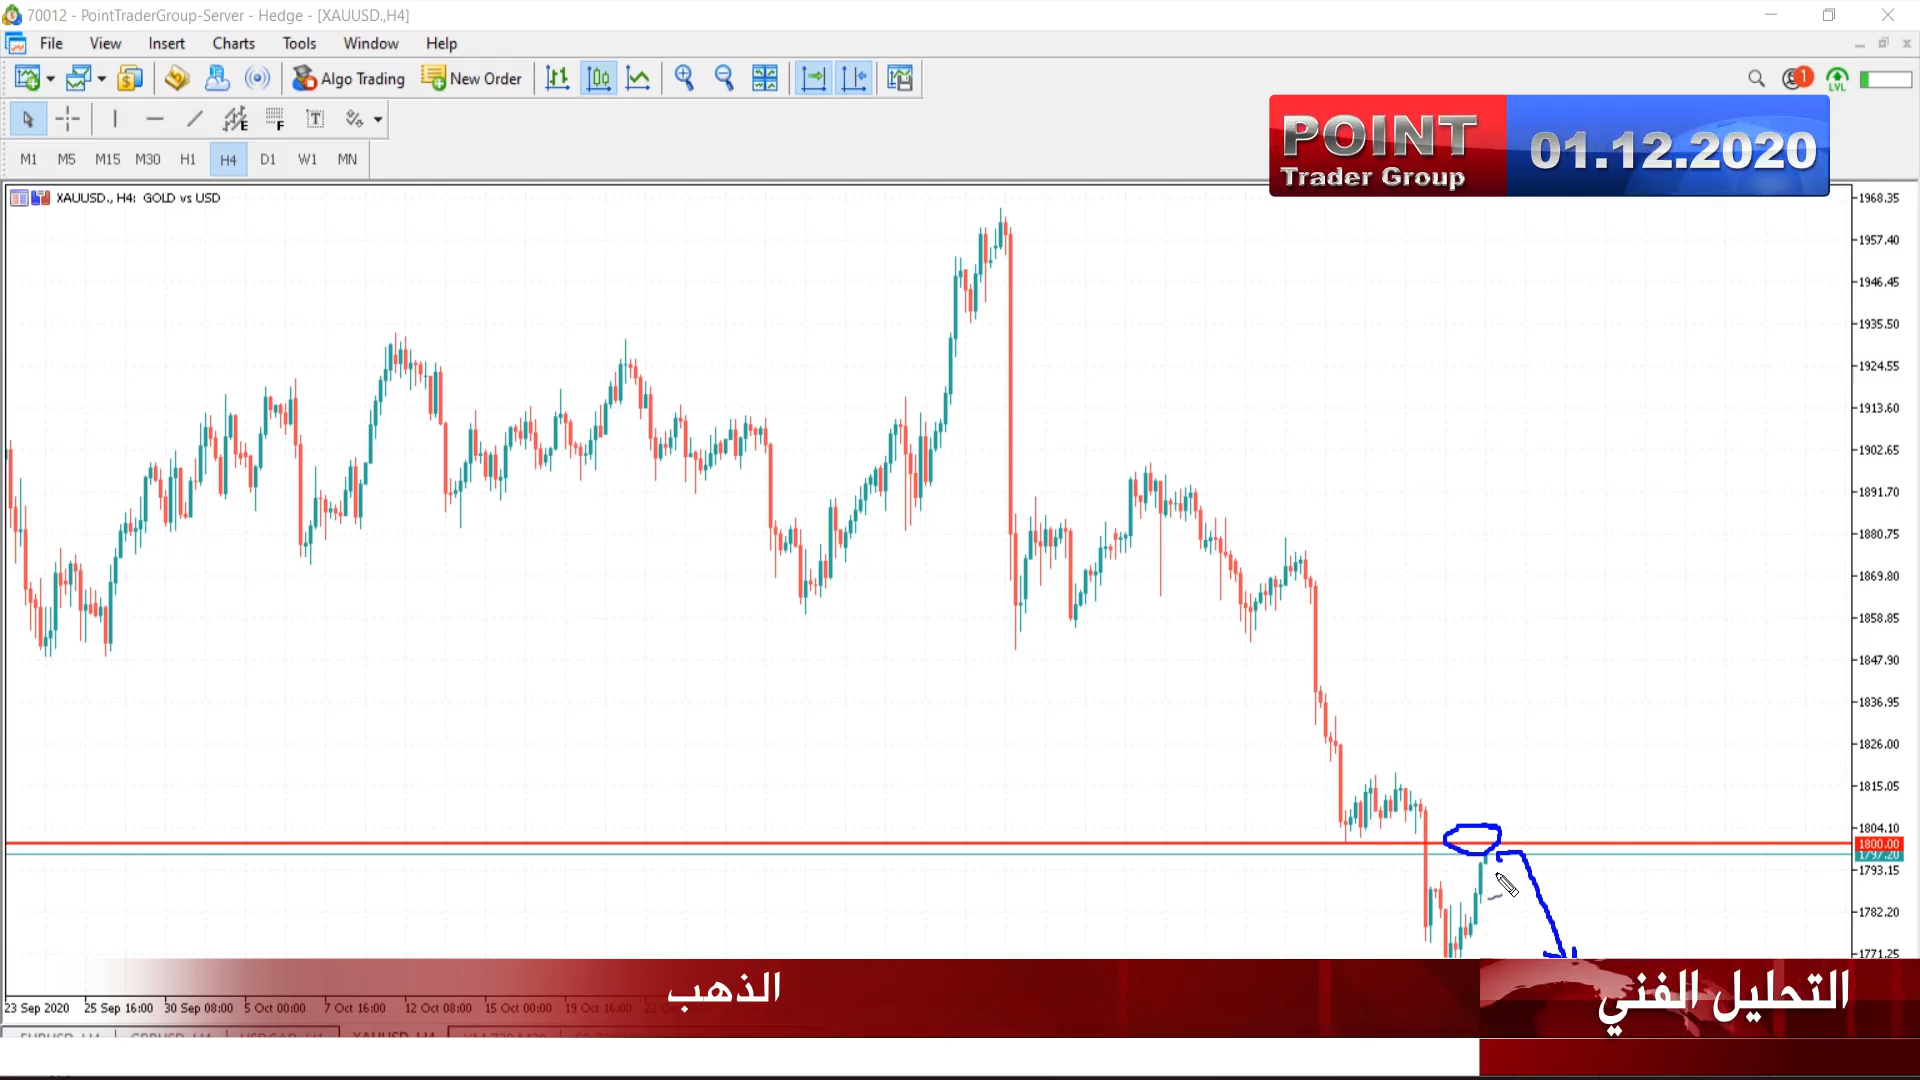 70012 - PointTraderGroup-Server - Hedge - [XAUUSD.,H4]
File View Insert Charts Tools Window Help
Algo Trading New Order
1
LVL
E F T
M1 M5 M15 M30 H1 H4 D1 W1 MN
POINT
Trader Group
01.12.2020
XAUUSD., H4: GOLD vs USD
1968.35
1957.40
1946.45
1935.50
1924.55
1913.60
1902.65
1891.70
1880.75
1869.80
1858.85
1847.90
1836.95
1826.00
1815.05
1804.10
1800.00
1797.20
1793.15
1782.20
1771.25
الذهب
التحليل الفني
23 Sep 2020 25 Sep 16:00 30 Sep 08:00 5 Oct 00:00 7 Oct 16:00 12 Oct 08:00 15 Oct 00:00 19 Oct 16:00